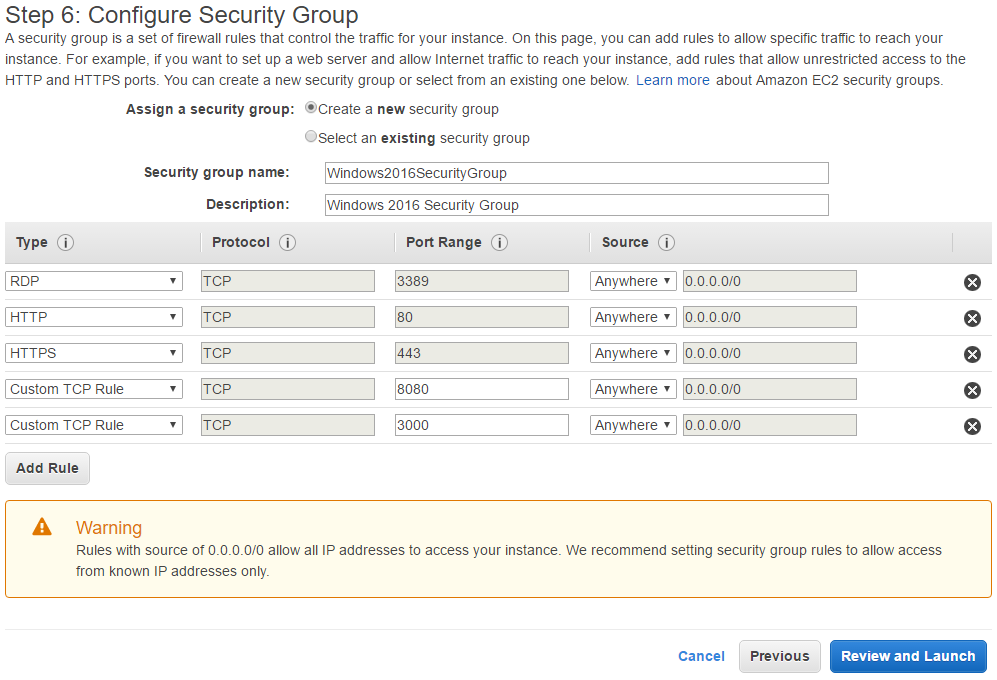 Step 6: Configure Security Group
A security group is a set of firewall rules that control the traffic for your instance. On this page, you can add rules to allow specific traffic to reach your
instance. For example, if you want to set up a web server and allow Internet traffic to reach your instance, add rules that allow unrestricted access to the
HTTP and HTTPS ports. You can create a new security group or select from an existing one below. Learn more about Amazon EC2 security groups.
Assign a security group: Create a new security group
Select an existing security group
Security group name: Windows2016SecurityGroup
Description: Windows 2016 Security Group
Type i Protocol i Port Range i Source i
RDP TCP 3389 Anywhere 0.0.0.0/0
HTTP TCP 80 Anywhere 0.0.0.0/0
HTTPS TCP 443 Anywhere 0.0.0.0/0
Custom TCP Rule TCP 8080 Anywhere 0.0.0.0/0
Custom TCP Rule TCP 3000 Anywhere 0.0.0.0/0
Add Rule
Warning
Rules with source of 0.0.0.0/0 allow all IP addresses to access your instance. We recommend setting security group rules to allow access
from known IP addresses only.
Cancel Previous Review and Launch